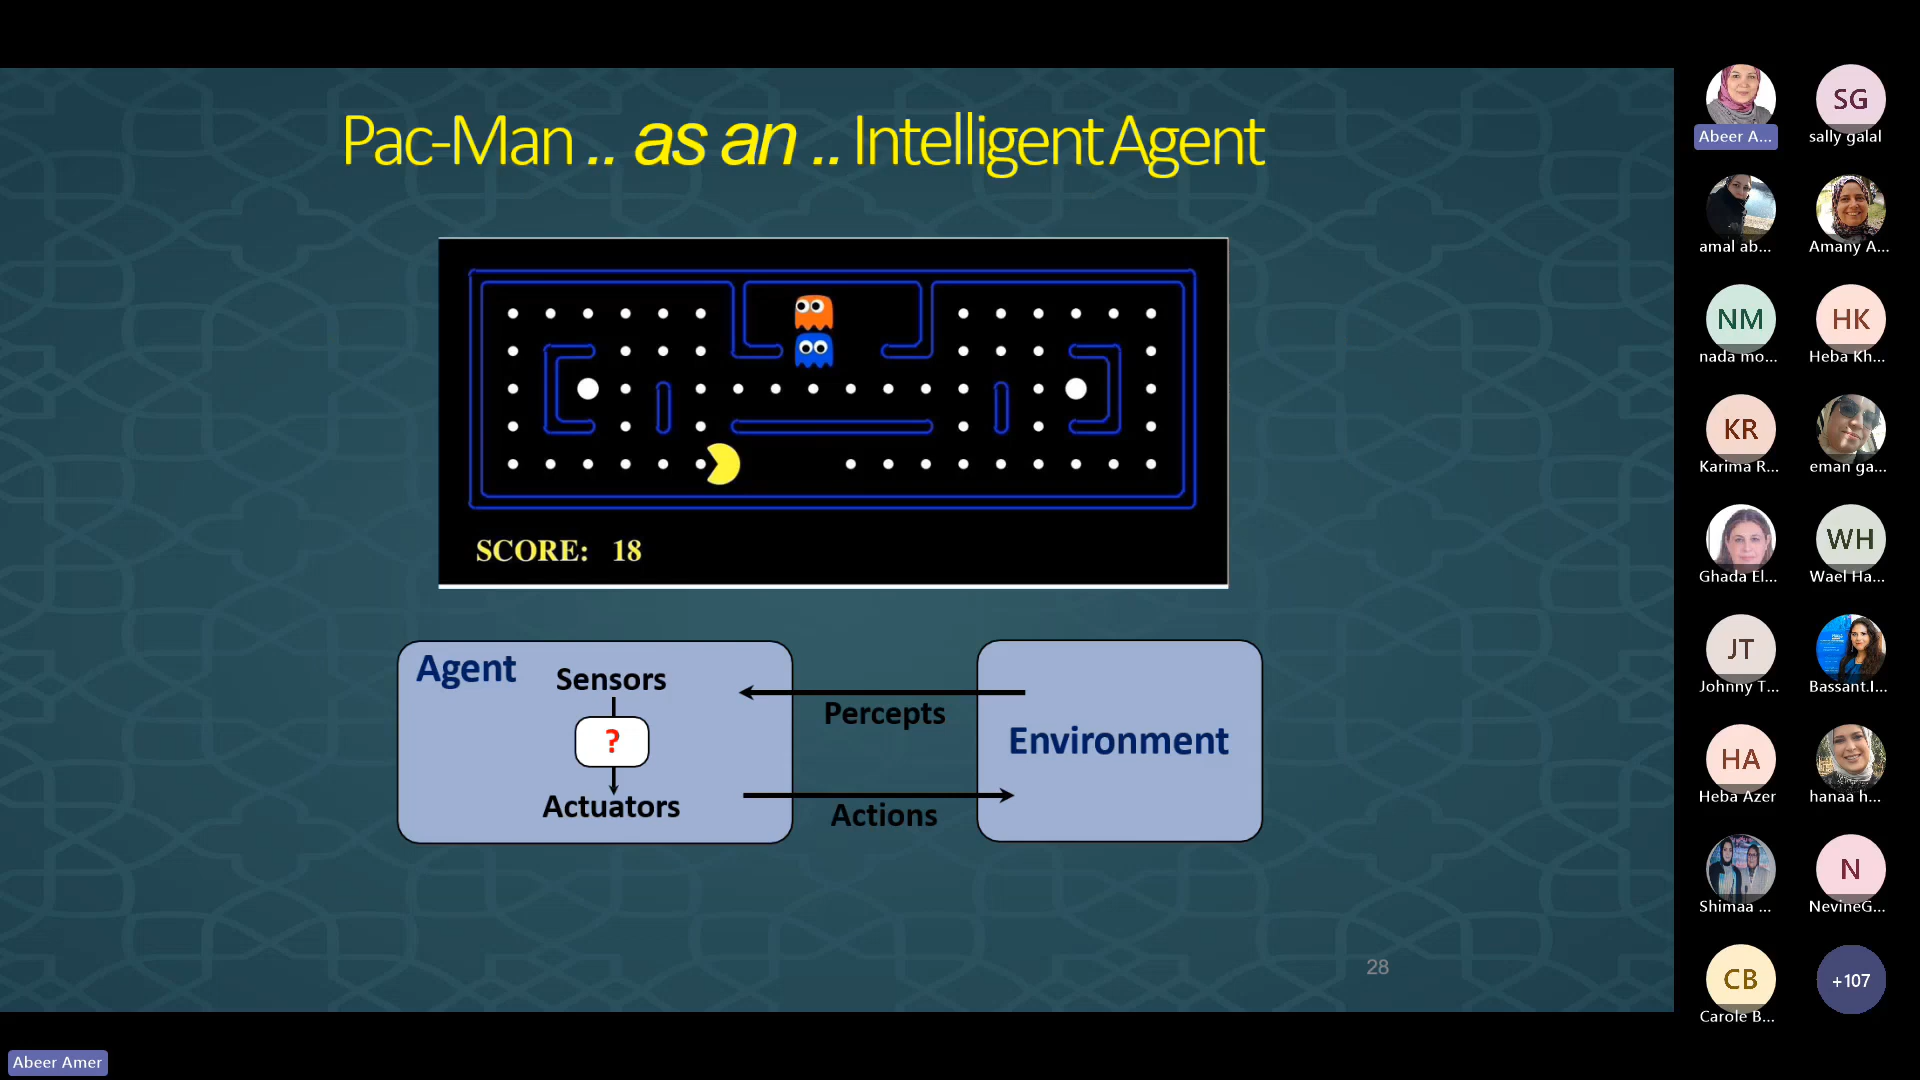 Pac-Man .. as an .. Intelligent Agent
SCORE: 18
Agent
Sensors
?
Actuators
Percepts
Actions
Environment
28
Abeer A...
SG
sally galal
amal ab...
Amany A...
NM
nada mo...
HK
Heba Kh...
KR
Karima R...
eman ga...
Ghada El...
WH
Wael Ha...
JT
Johnny T...
Bassant.I...
HA
Heba Azer
hanaa h...
Shimaa ...
N
NevineG...
CB
Carole B...
+107
Abeer Amer